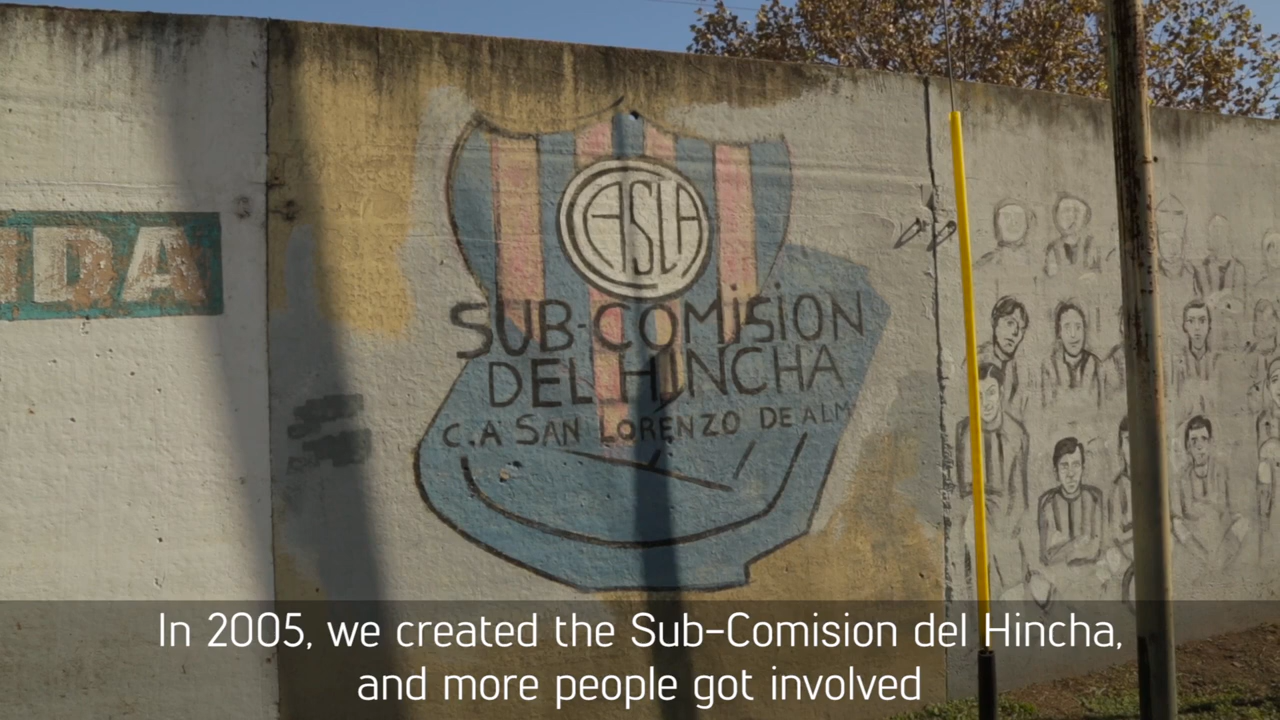 DA
CASLA
SUB-COMISION
DEL HINCHA
C.A SAN LORENZO DE ALM
In 2005, we created the Sub-Comision del Hincha,
and more people got involved